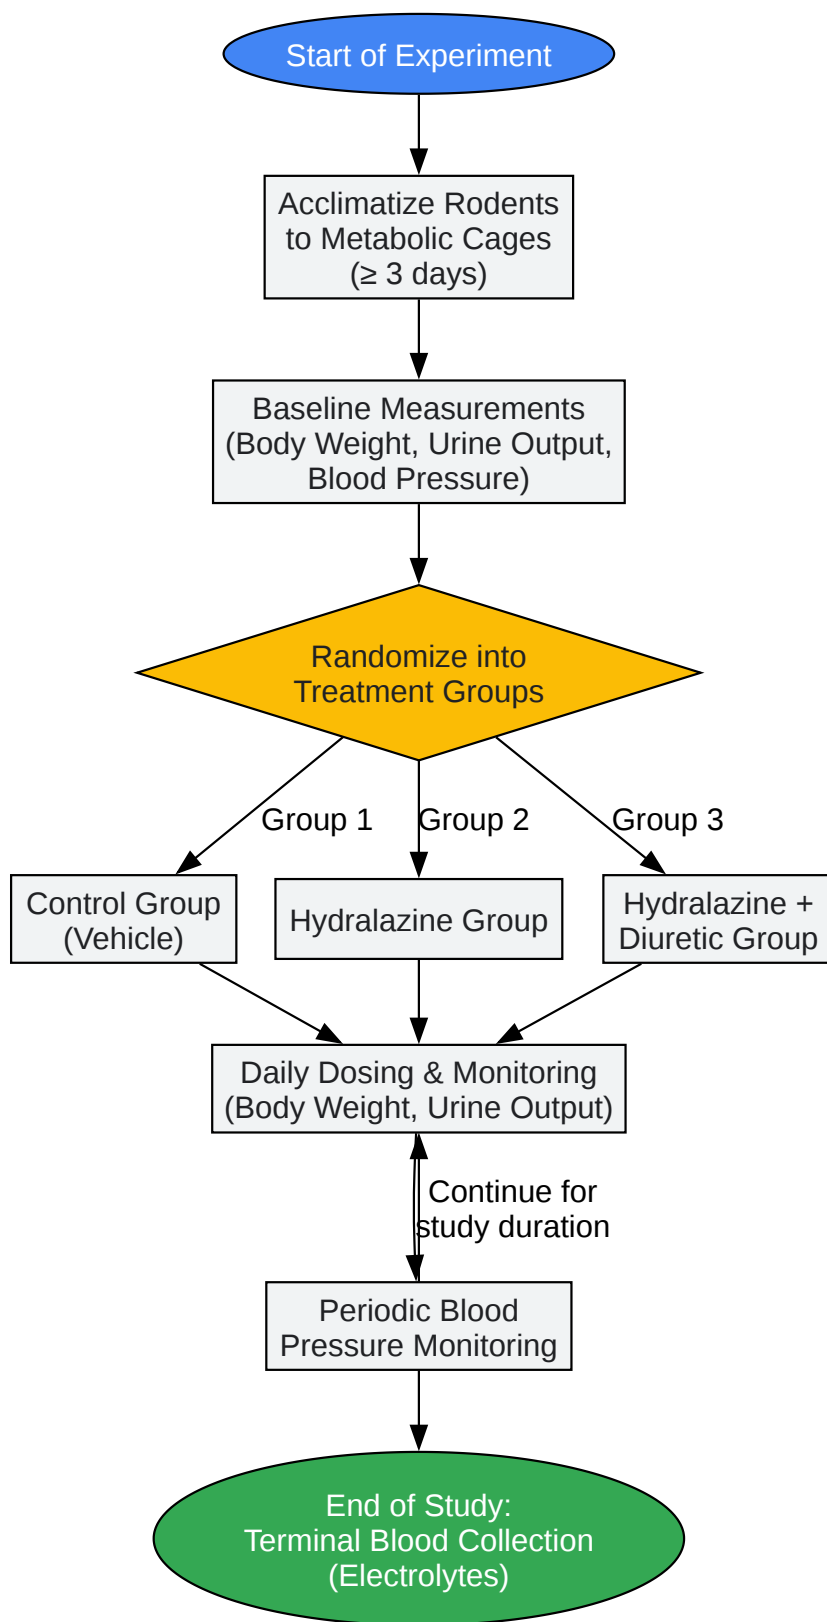 Start of Experiment
Acclimatize Rodents
to Metabolic Cages
(≥ 3 days)
Baseline Measurements
(Body Weight, Urine Output,
Blood Pressure)
Randomize into
Treatment Groups
Group 1
Group 2
Group 3
Control Group
(Vehicle)
Hydralazine Group
Hydralazine +
Diuretic Group
Daily Dosing & Monitoring
(Body Weight, Urine Output)
Continue for
study duration
Periodic Blood
Pressure Monitoring
End of Study:
Terminal Blood Collection
(Electrolytes)